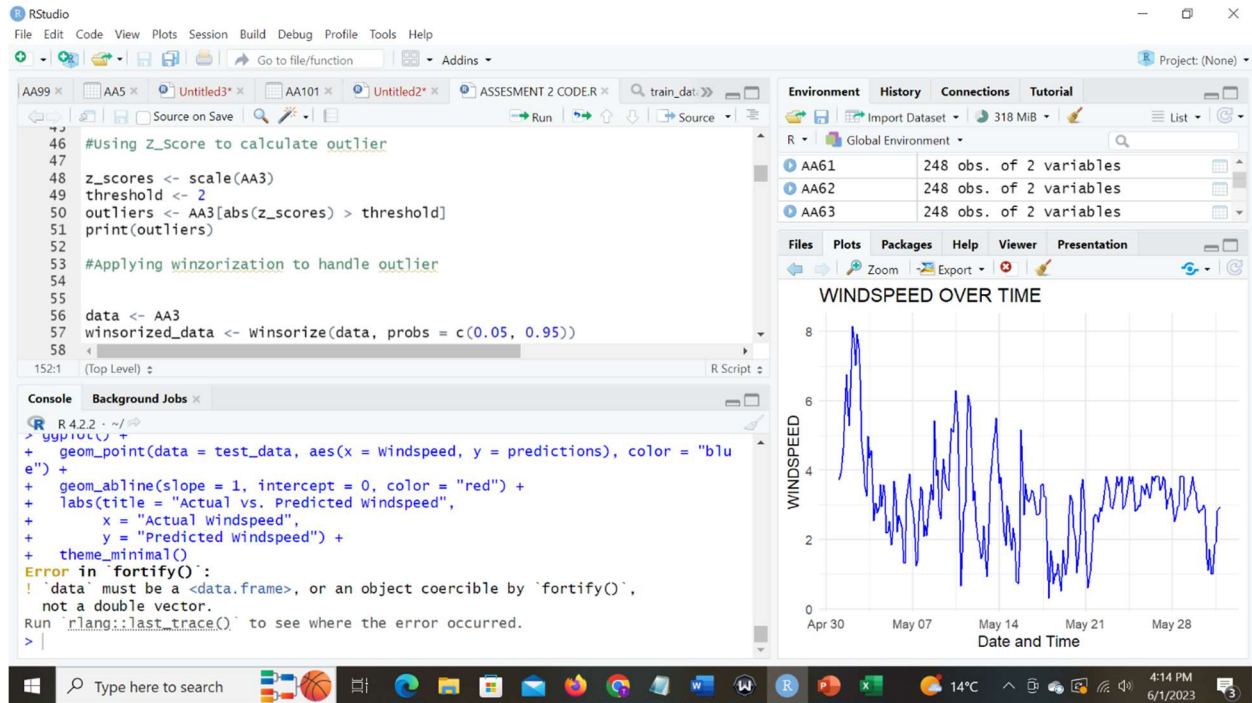 RStudio
File Edit Code View Plots Session Build Debug Profile Tools Help
Go to file/function
Addins
Project: (None)
AA99
AA5
Untitled3*
AA101
Untitled2*
ASSESMENT 2 CODE.R
Source on Save
Run
Source
45
46 #Using Z_Score to calculate outlier
47
48 z_scores <- scale(AA3)
49 threshold <- 2
50 outliers <- AA3[abs(z_scores) > threshold]
51 print(outliers)
52
53 #Applying winzorization to handle outlier
54
55
56 data <- AA3
57 winsorized_data <- Winsorize(data, probs = c(0.05, 0.95))
58
152:1 (Top Level) R Script
Console Background Jobs
R 4.2.2 · ~/
> ggplot() +
+ geom_point(data = test_data, aes(x = Windspeed, y = predictions), color = "blu
e") +
+ geom_abline(slope = 1, intercept = 0, color = "red") +
+ labs(title = "Actual vs. Predicted Windspeed",
+ x = "Actual Windspeed",
+ y = "Predicted Windspeed") +
+ theme_minimal()
Error in `fortify()`:
! `data` must be a <data.frame>, or an object coercible by `fortify()`,
not a double vector.
Run `rlang::last_trace()` to see where the error occurred.
>
Environment History Connections Tutorial
Import Dataset 318 MiB List
R Global Environment
AA61 248 obs. of 2 variables
AA62 248 obs. of 2 variables
AA63 248 obs. of 2 variables
Files Plots Packages Help Viewer Presentation
Zoom Export
WINDSPEED OVER TIME
WINDSPEED
8
6
4
2
0
Apr 30 May 07 May 14 May 21 May 28
Date and Time
Type here to search
14°C
4:14 PM
6/1/2023
3